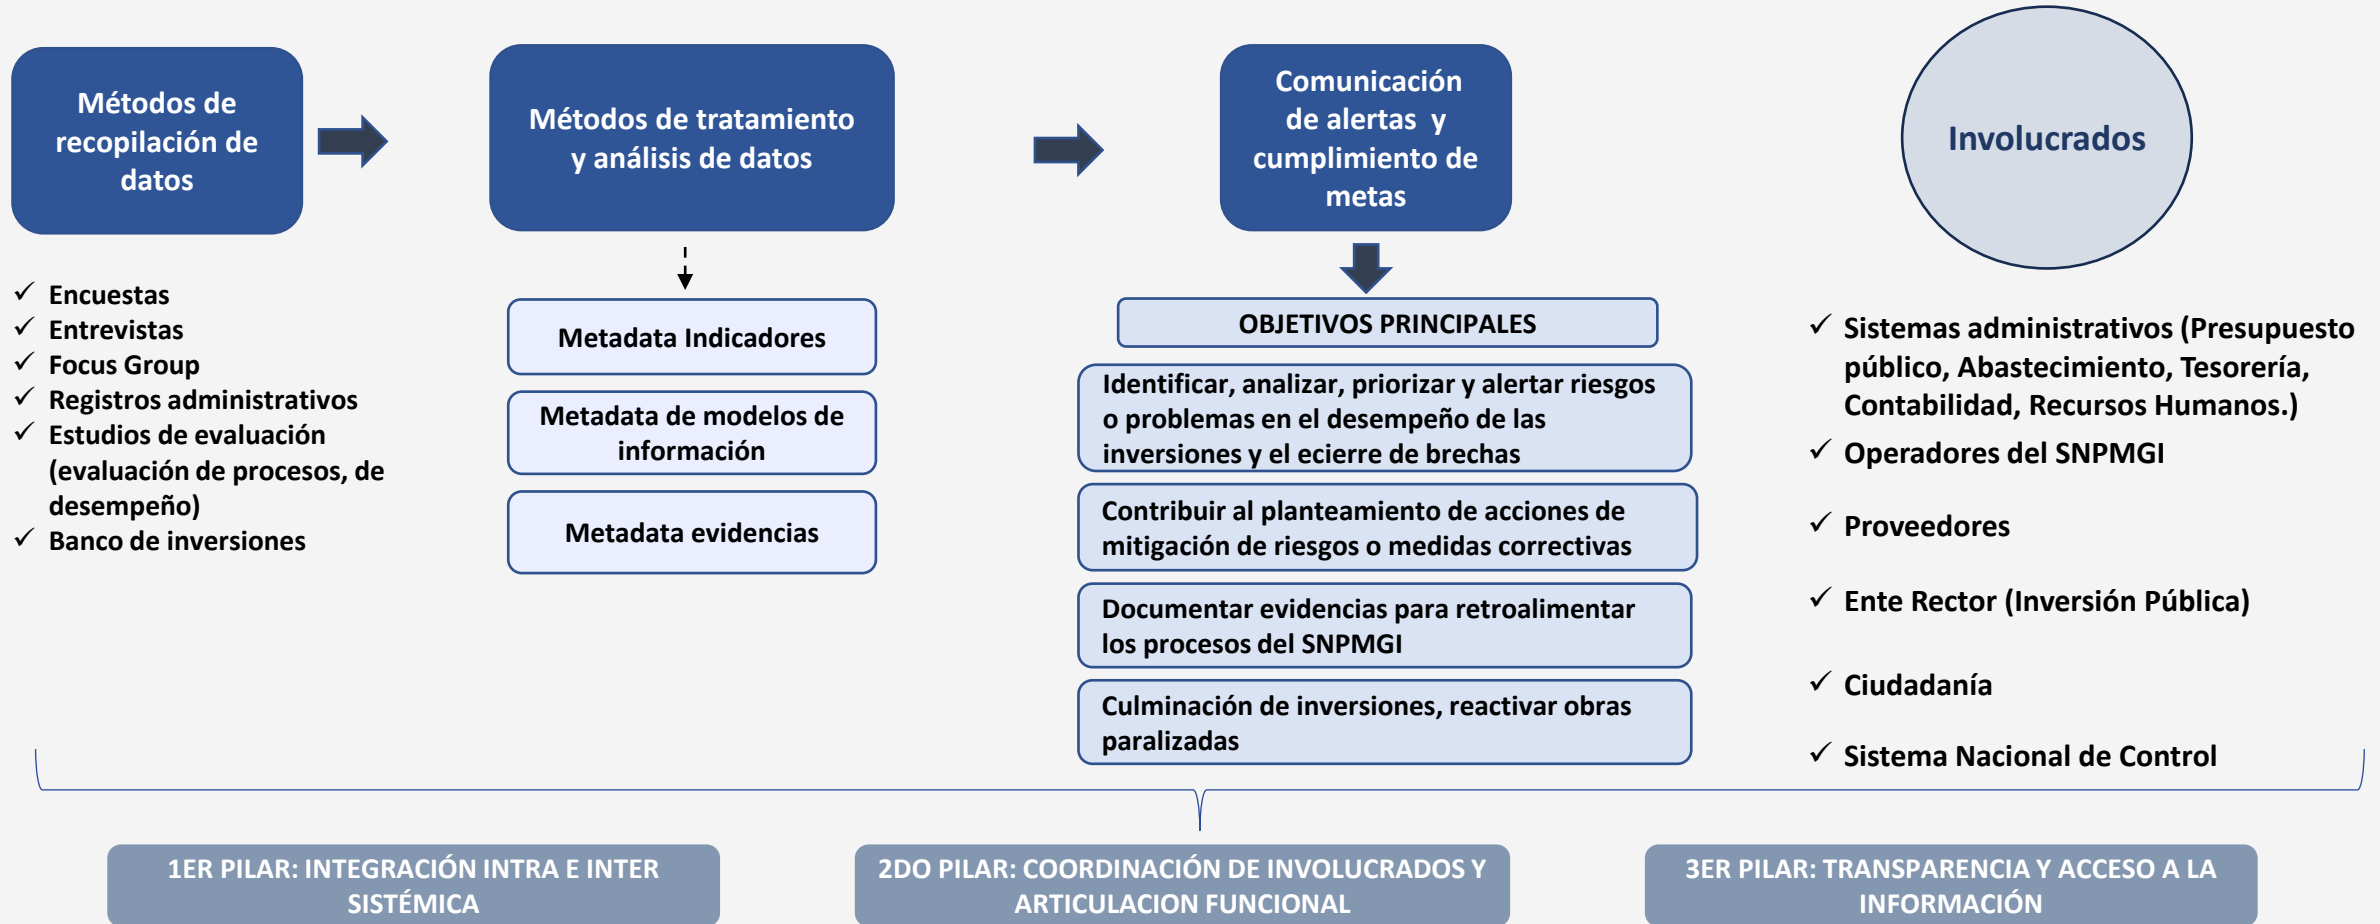 Métodos de
recopilación de
datos
Métodos de tratamiento
y análisis de datos
Comunicación
de alertas y
cumplimiento de
metas
Involucrados
✓ Encuestas
✓ Entrevistas
✓ Focus Group
✓ Registros administrativos
✓ Estudios de evaluación
(evaluación de procesos, de
desempeño)
✓ Banco de inversiones
Metadata Indicadores
Metadata de modelos de
información
Metadata evidencias
OBJETIVOS PRINCIPALES
Identificar, analizar, priorizar y alertar riesgos
o problemas en el desempeño de las
inversiones y el ecierre de brechas
Contribuir al planteamiento de acciones de
mitigación de riesgos o medidas correctivas
Documentar evidencias para retroalimentar
los procesos del SNPMGI
Culminación de inversiones, reactivar obras
paralizadas
✓ Sistemas administrativos (Presupuesto
público, Abastecimiento, Tesorería,
Contabilidad, Recursos Humanos.)
✓ Operadores del SNPMGI
✓ Proveedores
✓ Ente Rector (Inversión Pública)
✓ Ciudadanía
✓ Sistema Nacional de Control
1ER PILAR: INTEGRACIÓN INTRA E INTER
SISTÉMICA
2DO PILAR: COORDINACIÓN DE INVOLUCRADOS Y
ARTICULACION FUNCIONAL
3ER PILAR: TRANSPARENCIA Y ACCESO A LA
INFORMACIÓN